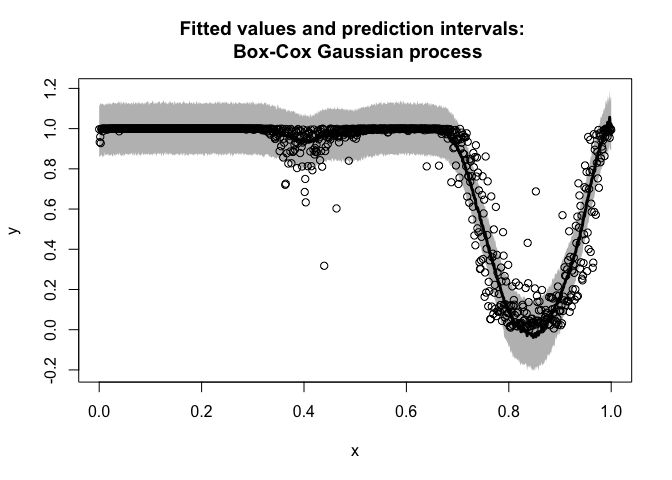 Fitted values and prediction intervals:
Box-Cox Gaussian process
1.2
1.0
0.8
0.6
0.4
0.2
0.0
-0.2
y
0.0 0.2 0.4 0.6 0.8 1.0
x